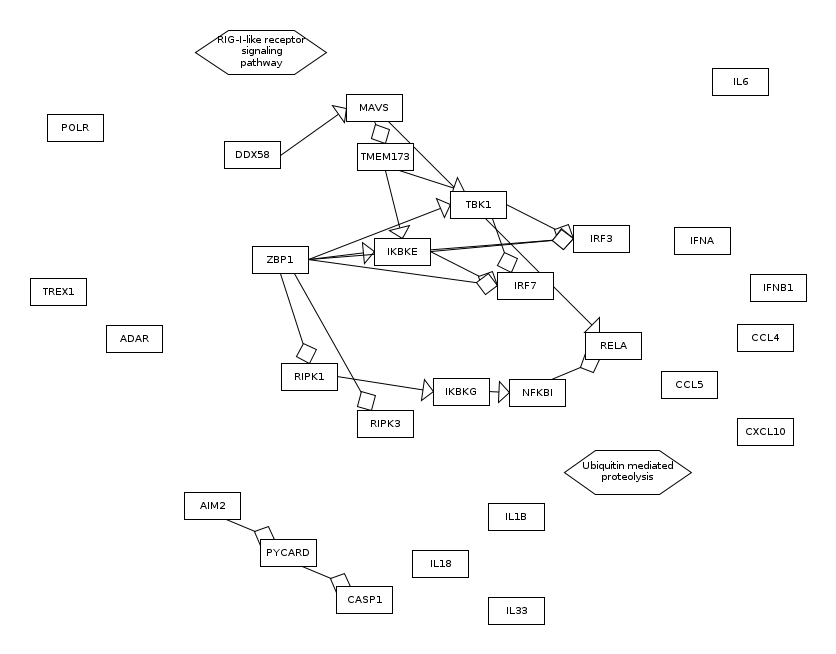 RIG-I-like receptor
signaling
pathway
IL6
MAVS
POLR
DDX58
TMEM173
TBK1
IRF3
IFNA
IKBKE
ZBP1
IRF7
IFNB1
TREX1
ADAR
CCL4
RELA
RIPK1
CCL5
IKBKG
NFKBI
RIPK3
CXCL10
Ubiquitin mediated
proteolysis
AIM2
IL1B
PYCARD
IL18
CASP1
IL33